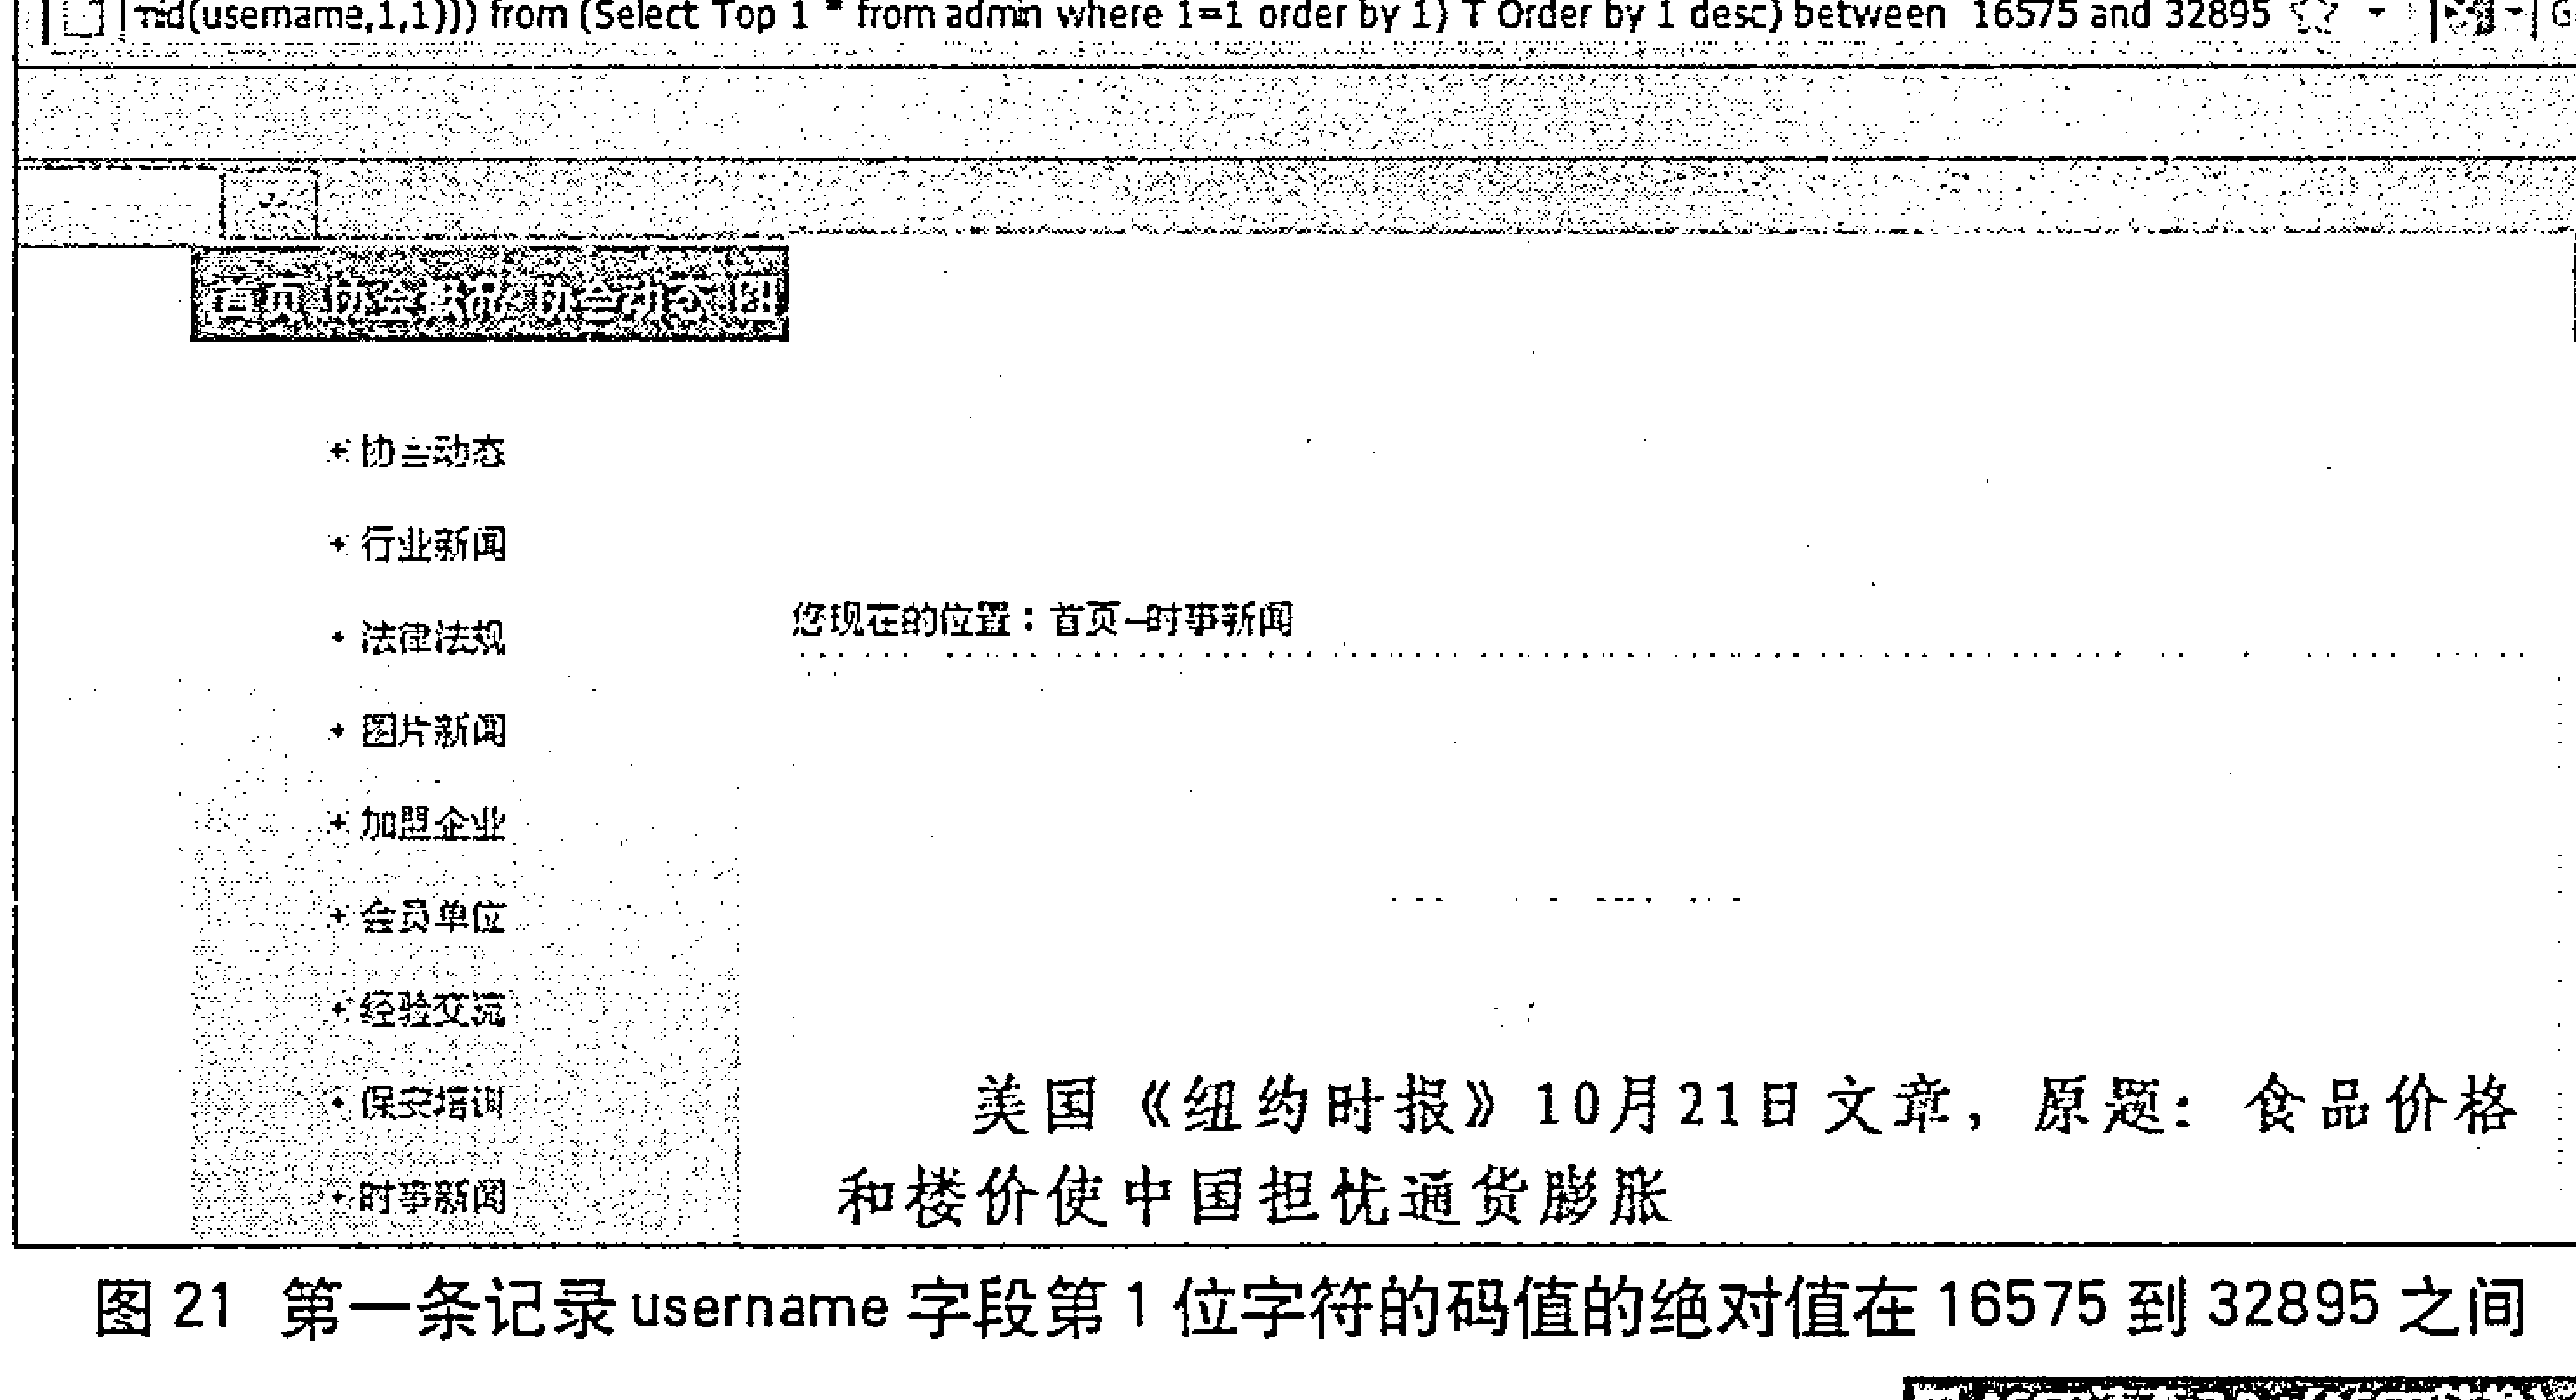 mid(username,1,1))) from (Select Top 1 * from admin where 1=1 order by 1) T Order by 1 desc) between 16575 and 32895
首页 协会概况 协会动态
+ 协会动态
+ 行业新闻
+ 法律法规
+ 图片新闻
+ 加盟企业
+ 会员单位
+ 经验交流
+ 保安培训
+ 时事新闻
您现在的位置：首页—时事新闻
美国《纽约时报》10月21日文章，原题：食品价格
和楼价使中国担忧通货膨胀
图 21 第一条记录 username 字段第 1 位字符的码值的绝对值在 16575 到 32895 之间